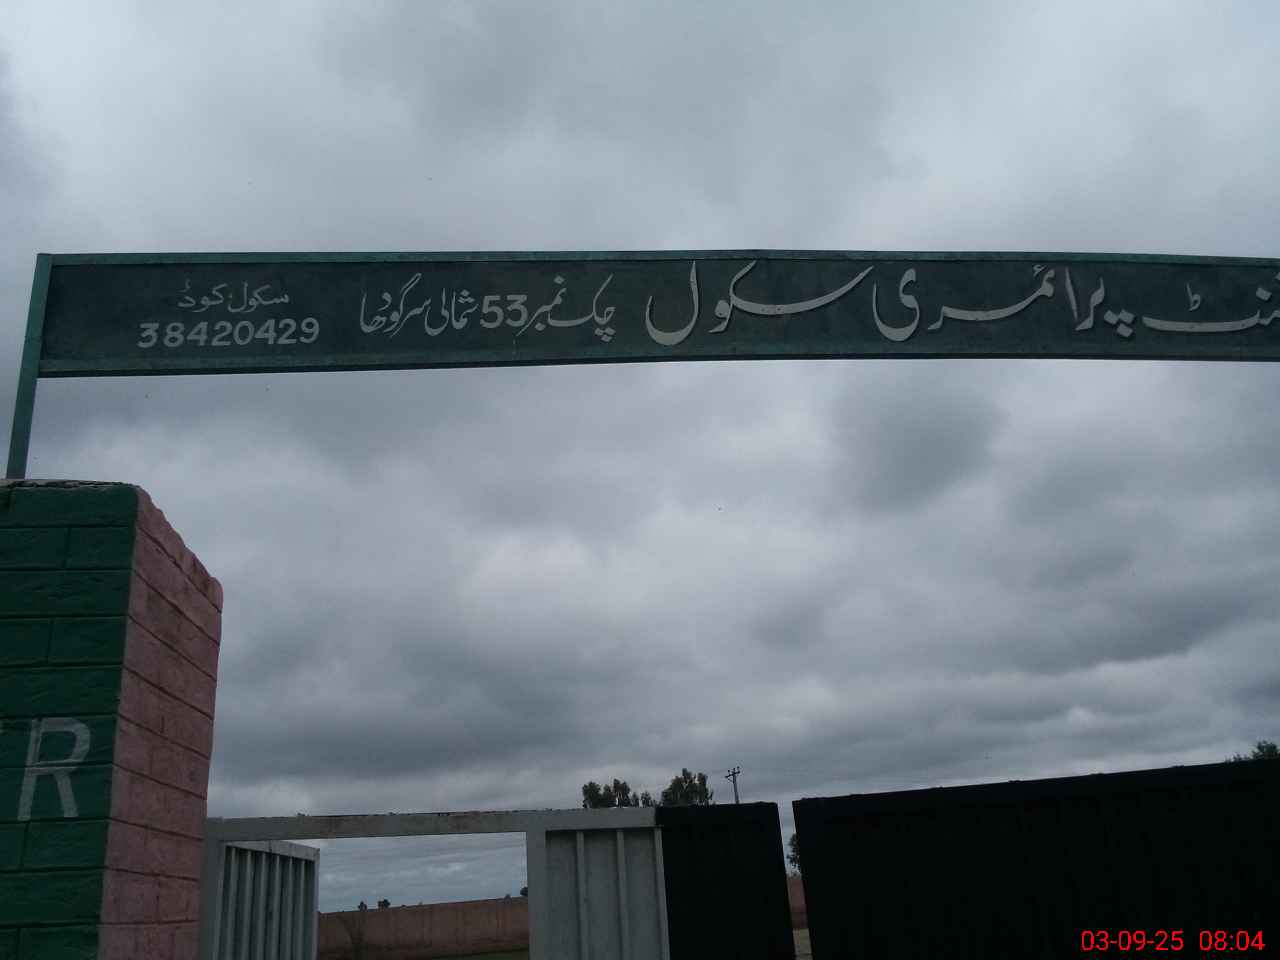 پرائمری سکول چک نمبر 53 شمالی سرگودھا
سکول کوڈ
38420429
R
03-09-25 08:04